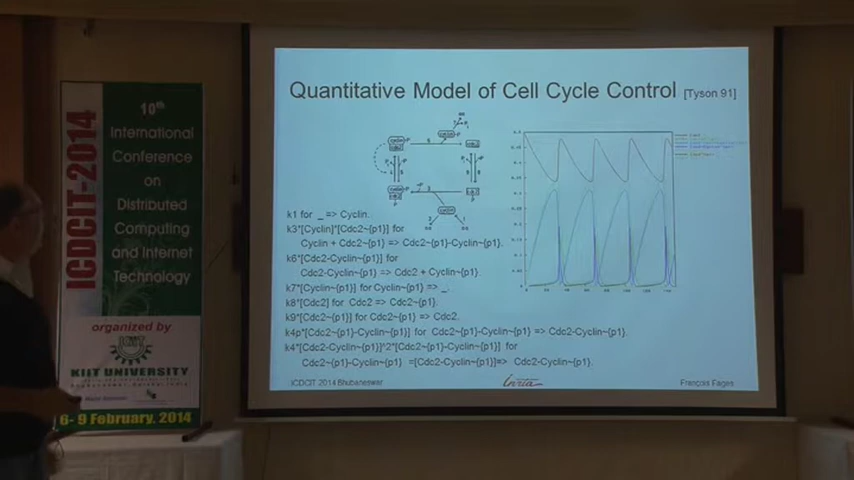 10th
International
Conference
on
Distributed
Computing
and Internet
Technology
ICDCIT-2014
organized by
KIIT UNIVERSITY
6- 9 February, 2014
Quantitative Model of Cell Cycle Control [Tyson 91]
k1 for _ => Cyclin.
k3*[Cyclin]*[Cdc2~{p1}] for
Cyclin + Cdc2~{p1} => Cdc2~{p1}-Cyclin~{p1}.
k6*[Cdc2-Cyclin~{p1}] for
Cdc2-Cyclin~{p1} => Cdc2 + Cyclin~{p1}
k7*[Cyclin~{p1}] for Cyclin~{p1} => _.
k8*[Cdc2] for Cdc2 => Cdc2~{p1}.
k9*[Cdc2~{p1}] for Cdc2~{p1} => Cdc2.
k4p*[Cdc2~{p1}-Cyclin~{p1}] for Cdc2~{p1}-Cyclin~{p1} => Cdc2-Cyclin~{p1}.
k4*[Cdc2-Cyclin~{p1}]^2*[Cdc2~{p1}-Cyclin~{p1}] for
Cdc2~{p1}-Cyclin~{p1} =[Cdc2-Cyclin~{p1}]=> Cdc2-Cyclin~{p1}.
ICDCIT 2014 Bhubaneswar
Inria
François Fages